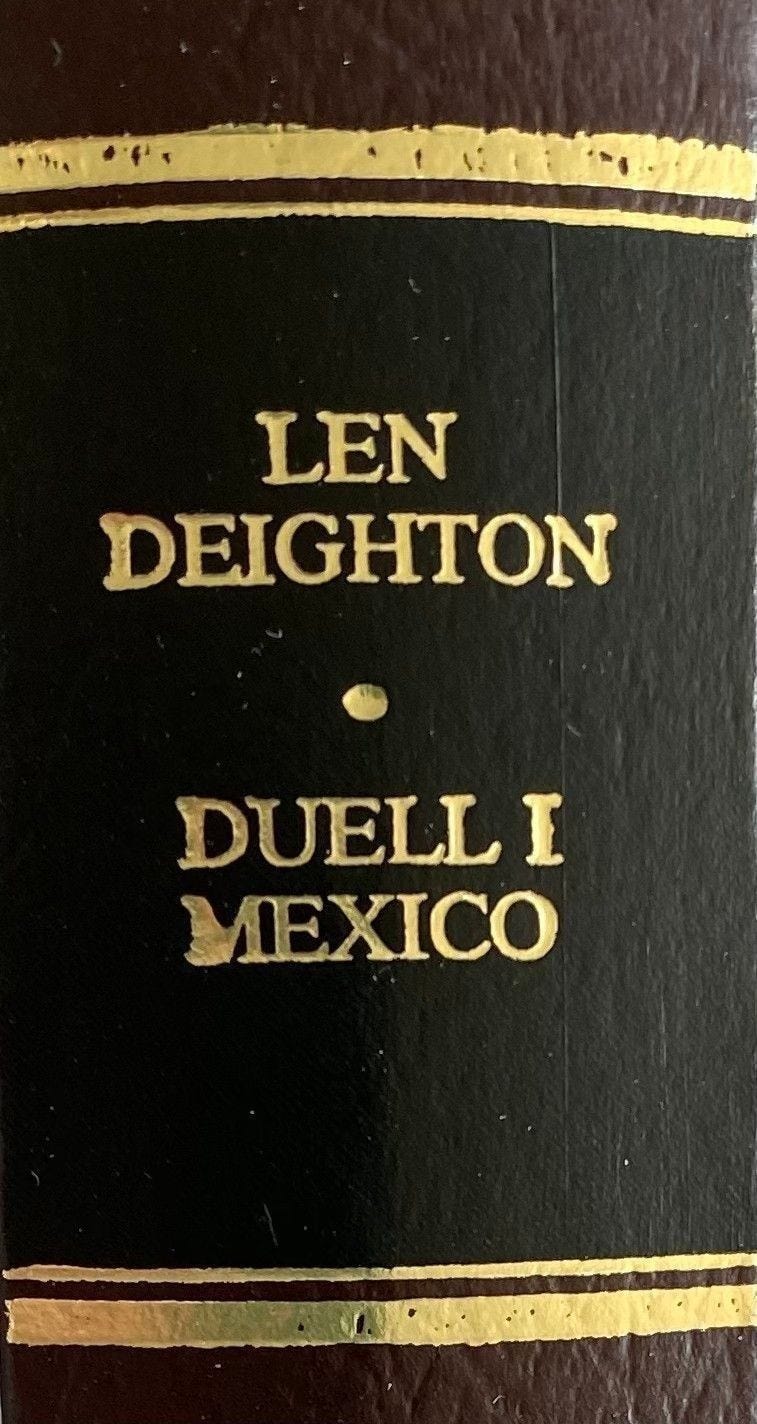 LEN
DEIGHTON
•
DUELL I
MEXICO